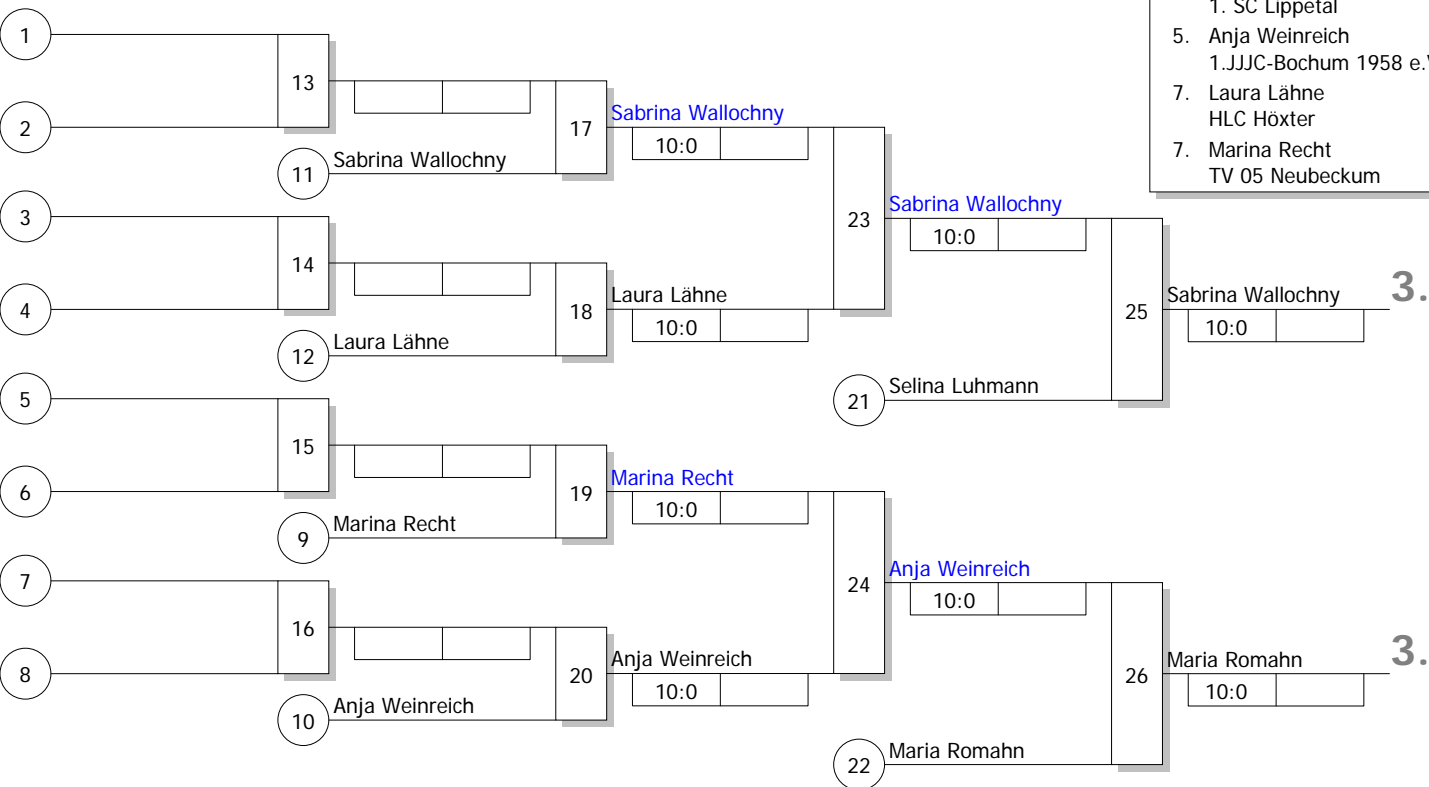 1. SC Lippetal
5. Anja Weinreich
1.JJJC-Bochum 1958 e.V
7. Laura Lähne
HLC Höxter
7. Marina Recht
TV 05 Neubeckum
1
2
13
11
Sabrina Wallochny
17
Sabrina Wallochny
10:0
3
4
14
12
Laura Lähne
18
Laura Lähne
10:0
23
Sabrina Wallochny
10:0
21
Selina Luhmann
25
Sabrina Wallochny
10:0
3.
5
6
15
9
Marina Recht
19
Marina Recht
10:0
7
8
16
10
Anja Weinreich
20
Anja Weinreich
10:0
24
Anja Weinreich
10:0
22
Maria Romahn
26
Maria Romahn
10:0
3.